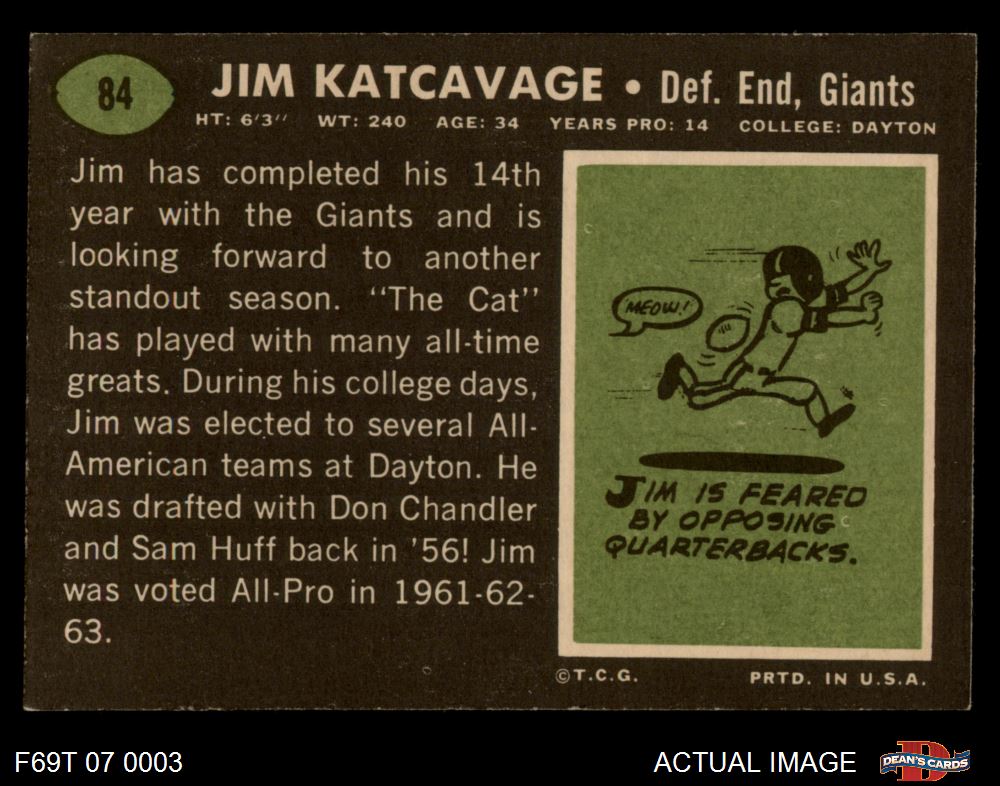 84
JIM KATCAVAGE • Def. End, Giants
HT: 6'3" WT: 240 AGE: 34 YEARS PRO: 14 COLLEGE: DAYTON
Jim has completed his 14th
year with the Giants and is
looking forward to another
standout season. "The Cat"
has played with many all-time
greats. During his college days,
Jim was elected to several All-
American teams at Dayton. He
was drafted with Don Chandler
and Sam Huff back in '56! Jim
was voted All-Pro in 1961-62-
63.
MEOW!
JIM IS FEARED
BY OPPOSING
QUARTERBACKS.
©T.C.G. PRTD. IN U.S.A.
F69T 07 0003
ACTUAL IMAGE
DEAN'S CARDS